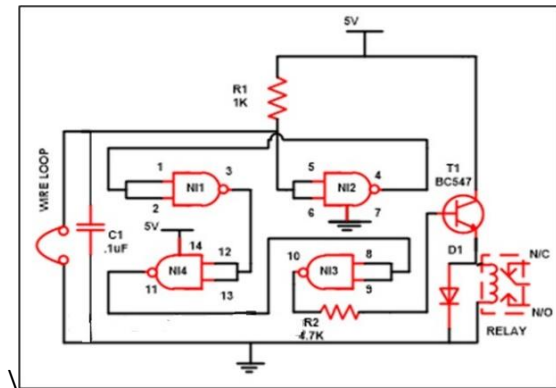 5V
R1
1K
1
2
3
NI1
5
6
4
7
NI2
T1
BC547
WIRE LOOP
C1
.1uF
5V
14
12
13
11
NI4
10
8
9
NI3
D1
N/C
N/O
RELAY
R2
4.7K
\